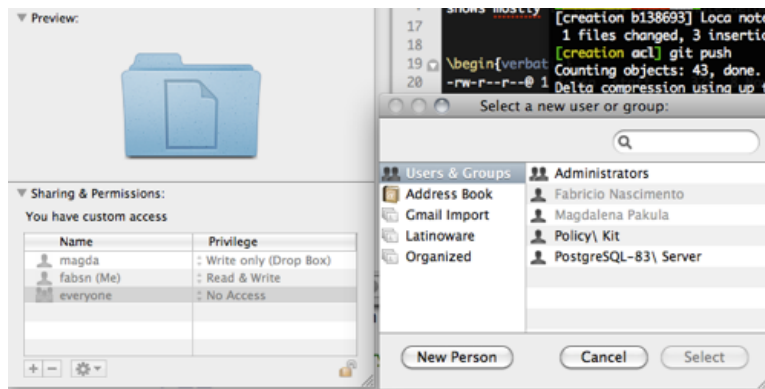 Preview:
Sharing & Permissions:
You have custom access
Name Privilege
magda Write only (Drop Box)
fabsn (Me) Read & Write
everyone No Access
shows mostly
17
18
19 \begin{verbat
20 -rw-r--r--@ 1
[creation b138693] Loca note
1 files changed, 3 insertic
[creation acl] git push
Counting objects: 43, done.
Delta compression using up
Select a new user or group:
Users & Groups
Address Book
Gmail Import
Latinoware
Organized
Administrators
Fabricio Nascimento
Magdalena Pakula
Policy\ Kit
PostgreSQL-83\ Server
New Person Cancel Select